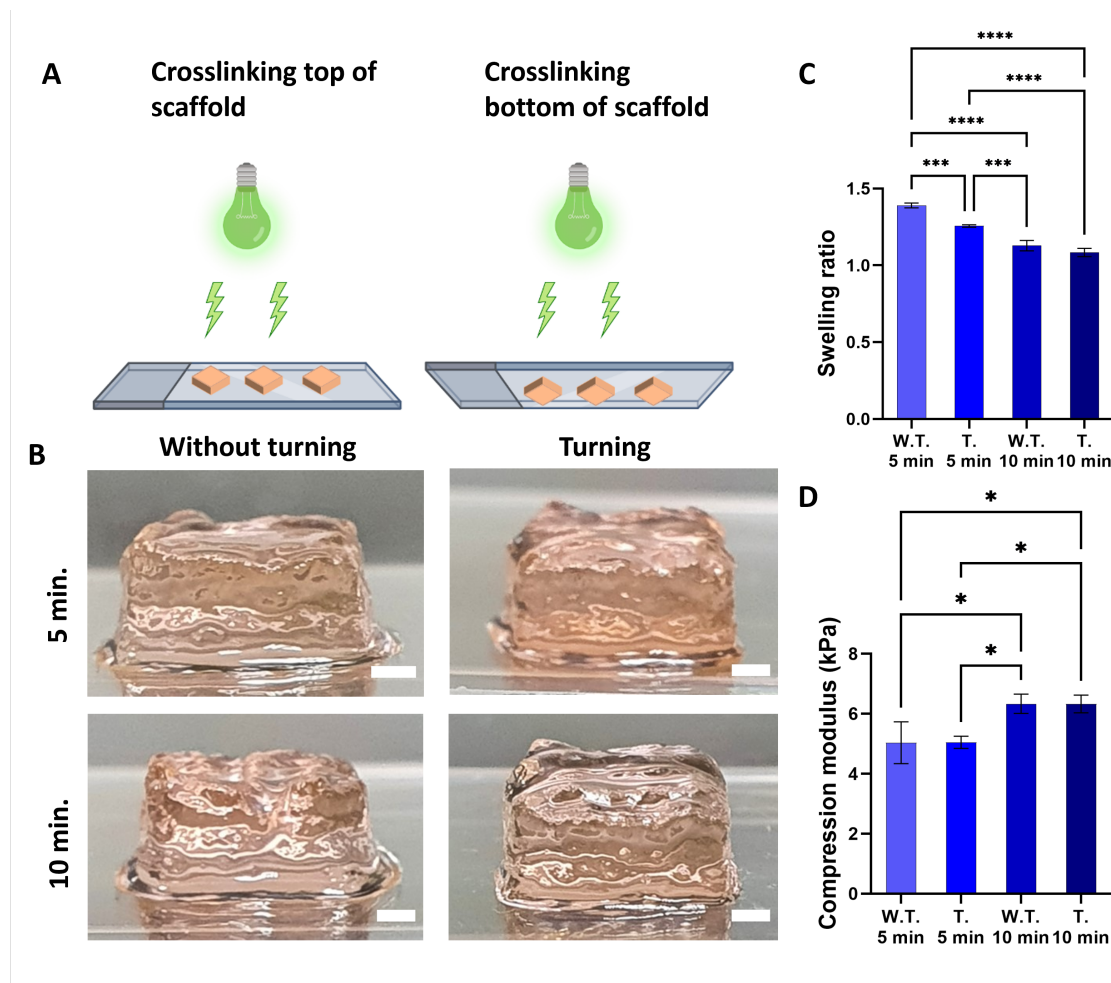 A
Crosslinking top of
scaffold
Crosslinking
bottom of scaffold
B
Without turning
Turning
5 min.
10 min.
C
****
****
****
***
***
Swelling ratio
1.5
1.0
0.5
0.0
W.T.
5 min
T.
5 min
W.T.
10 min
T.
10 min
D
*
*
*
*
Compression modulus (kPa)
8
6
4
2
0
W.T.
5 min
T.
5 min
W.T.
10 min
T.
10 min